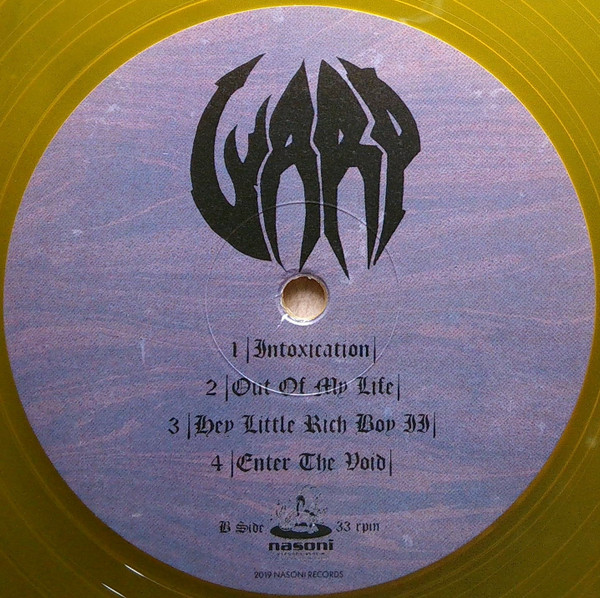 WARP
1 |Intoxication|
2 |Out Of My Life|
3 |Hey Little Rich Boy II|
4 |Enter The Void|
B Side nasoni 33 rpm
2019 NASONI RECORDS